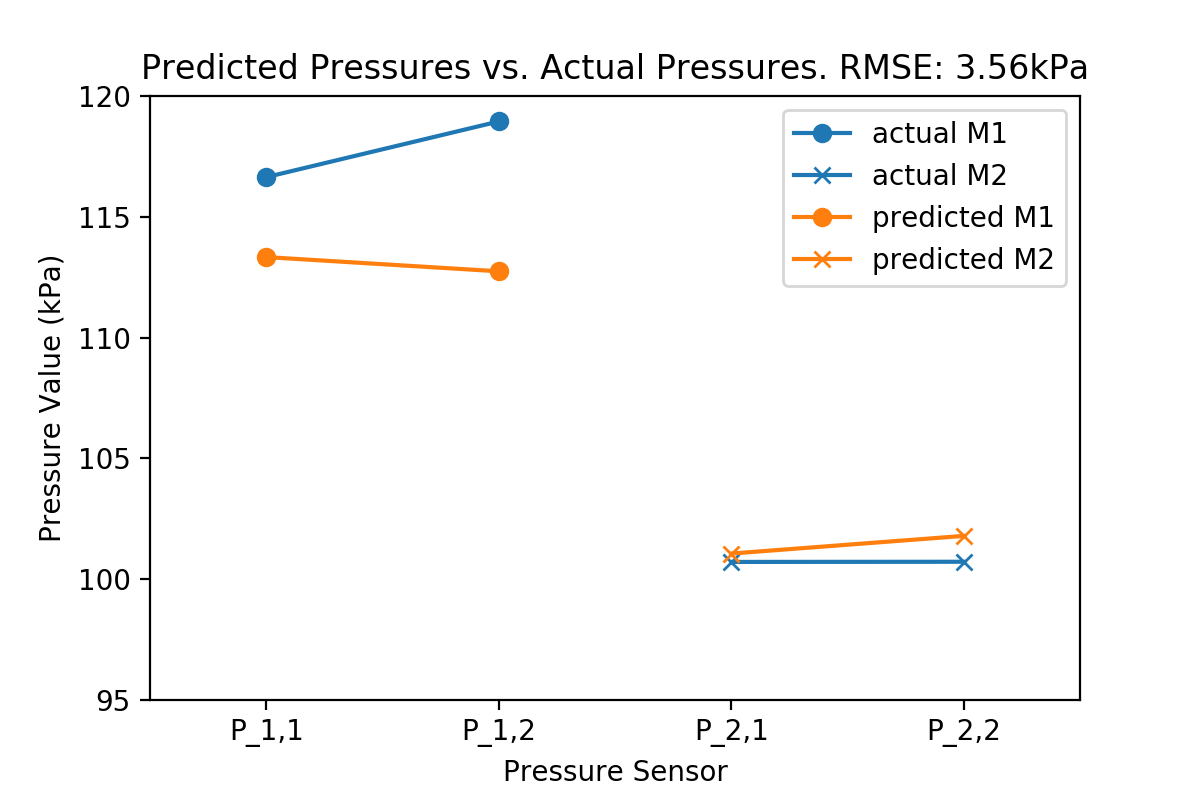 Predicted Pressures vs. Actual Pressures. RMSE: 3.56kPa
120
115
110
105
100
95
Pressure Value (kPa)
actual M1
actual M2
predicted M1
predicted M2
P_1,1
P_1,2
P_2,1
P_2,2
Pressure Sensor